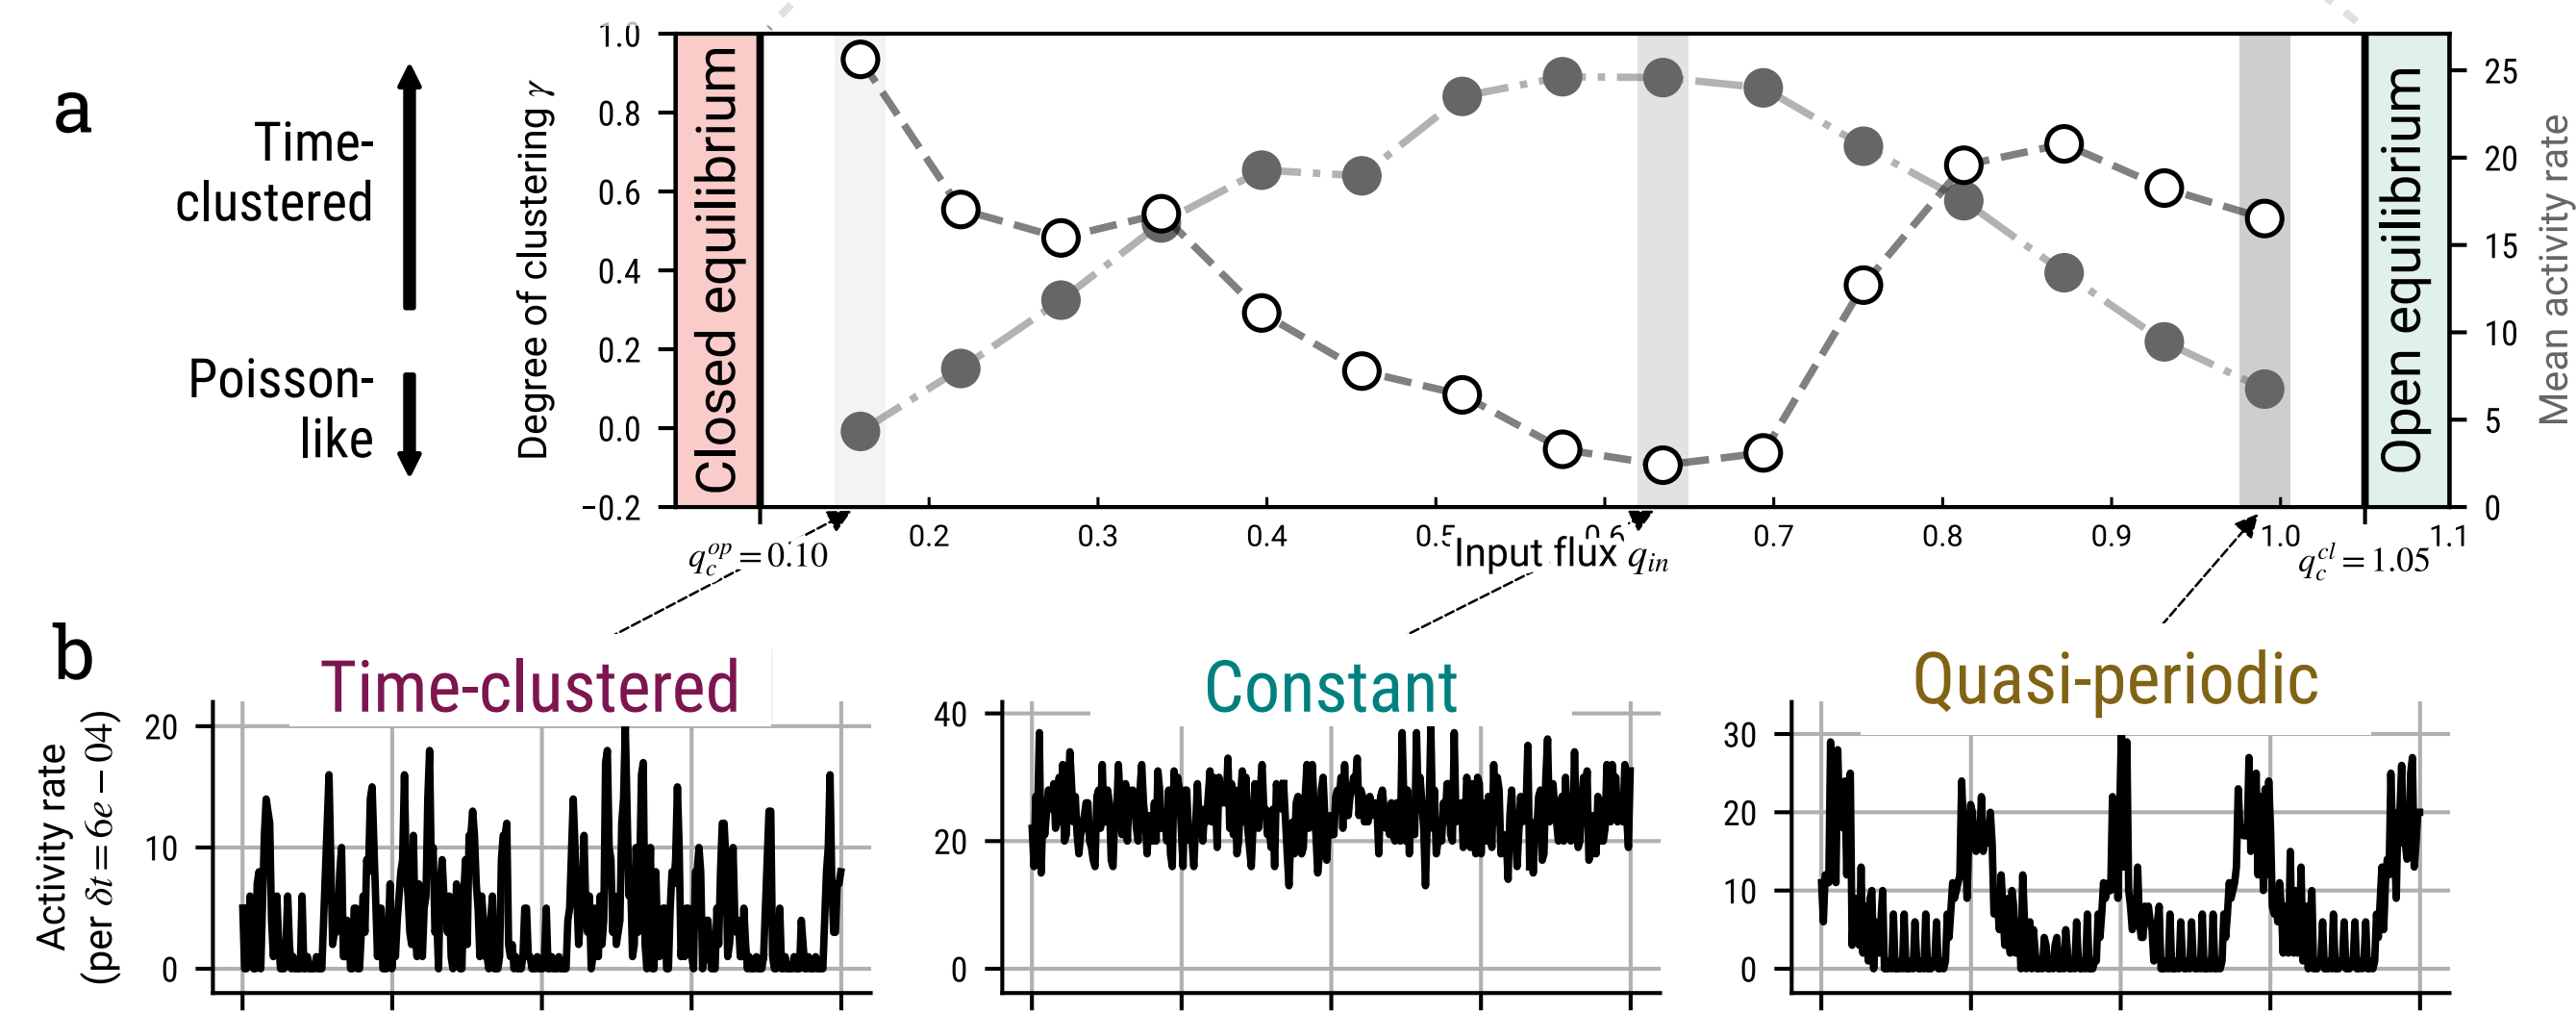 a
Time-
clustered
Poisson-
like
Degree of clustering γ
1.0
0.8
0.6
0.4
0.2
0.0
−0.2
Closed equilibrium
Open equilibrium
25
20
15
10
5
0
Mean activity rate
0.2
0.3
0.4
0.5
0.6
0.7
0.8
0.9
1.0
1.1
q_c^{op} = 0.10
Input flux q_{in}
q_c^{cl} = 1.05
b
Time-clustered
Constant
Quasi-periodic
Activity rate
(per δt = 6e − 04)
20
10
0
40
20
0
30
20
10
0